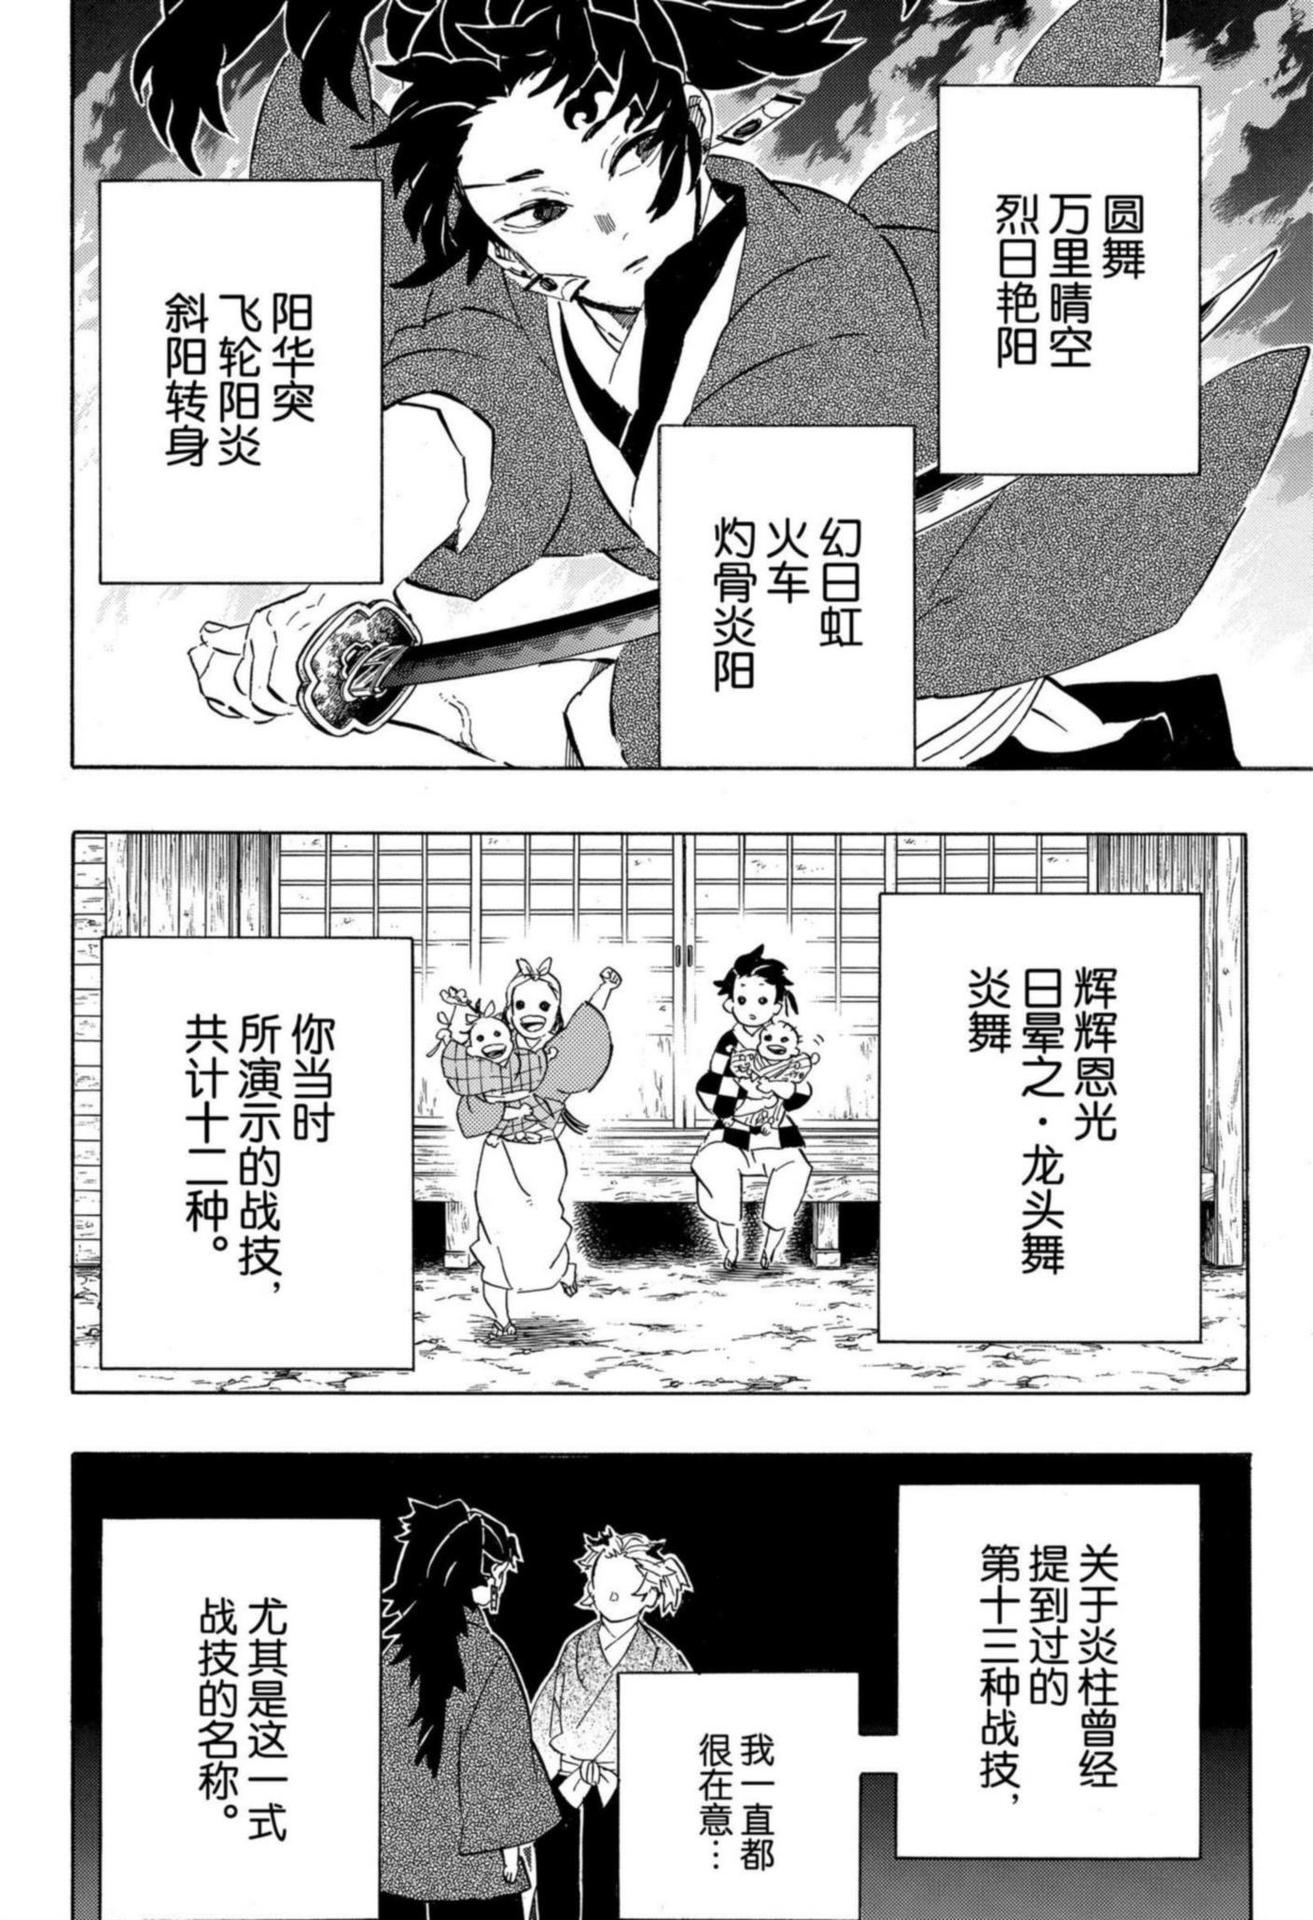 圆舞
万里晴空
烈日艳阳
幻日虹
火车
灼骨炎阳
阳华突
飞轮阳炎
斜阳转身
辉辉恩光
日晕之·龙头舞
炎舞
你当时
所演示的战技，
共计十二种。
关于炎柱曾经
提到过的
第十三种战技，
我一直都
很在意…
尤其是这一式
战技的名称。